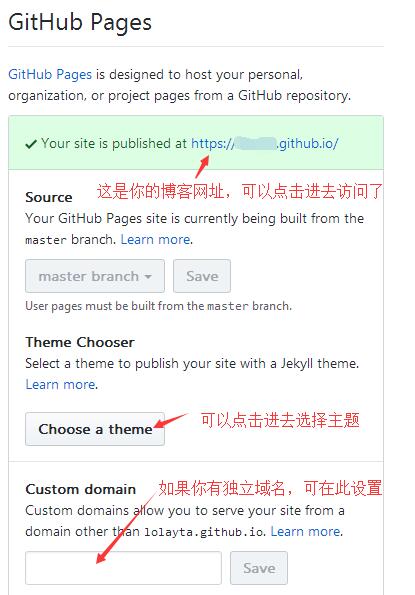 GitHub Pages
GitHub Pages is designed to host your personal,
organization, or project pages from a GitHub repository.
✓ Your site is published at https:// .github.io/
这是你的博客网址，可以点击进去访问了
Source
Your GitHub Pages site is currently being built from the
master branch. Learn more.
master branch
Save
User pages must be built from the master branch.
Theme Chooser
Select a theme to publish your site with a Jekyll theme.
Learn more.
可以点击进去选择主题
Choose a theme
如果你有独立域名，可在此设置
Custom domain
Custom domains allow you to serve your site from a
domain other than lolayta.github.io. Learn more.
Save